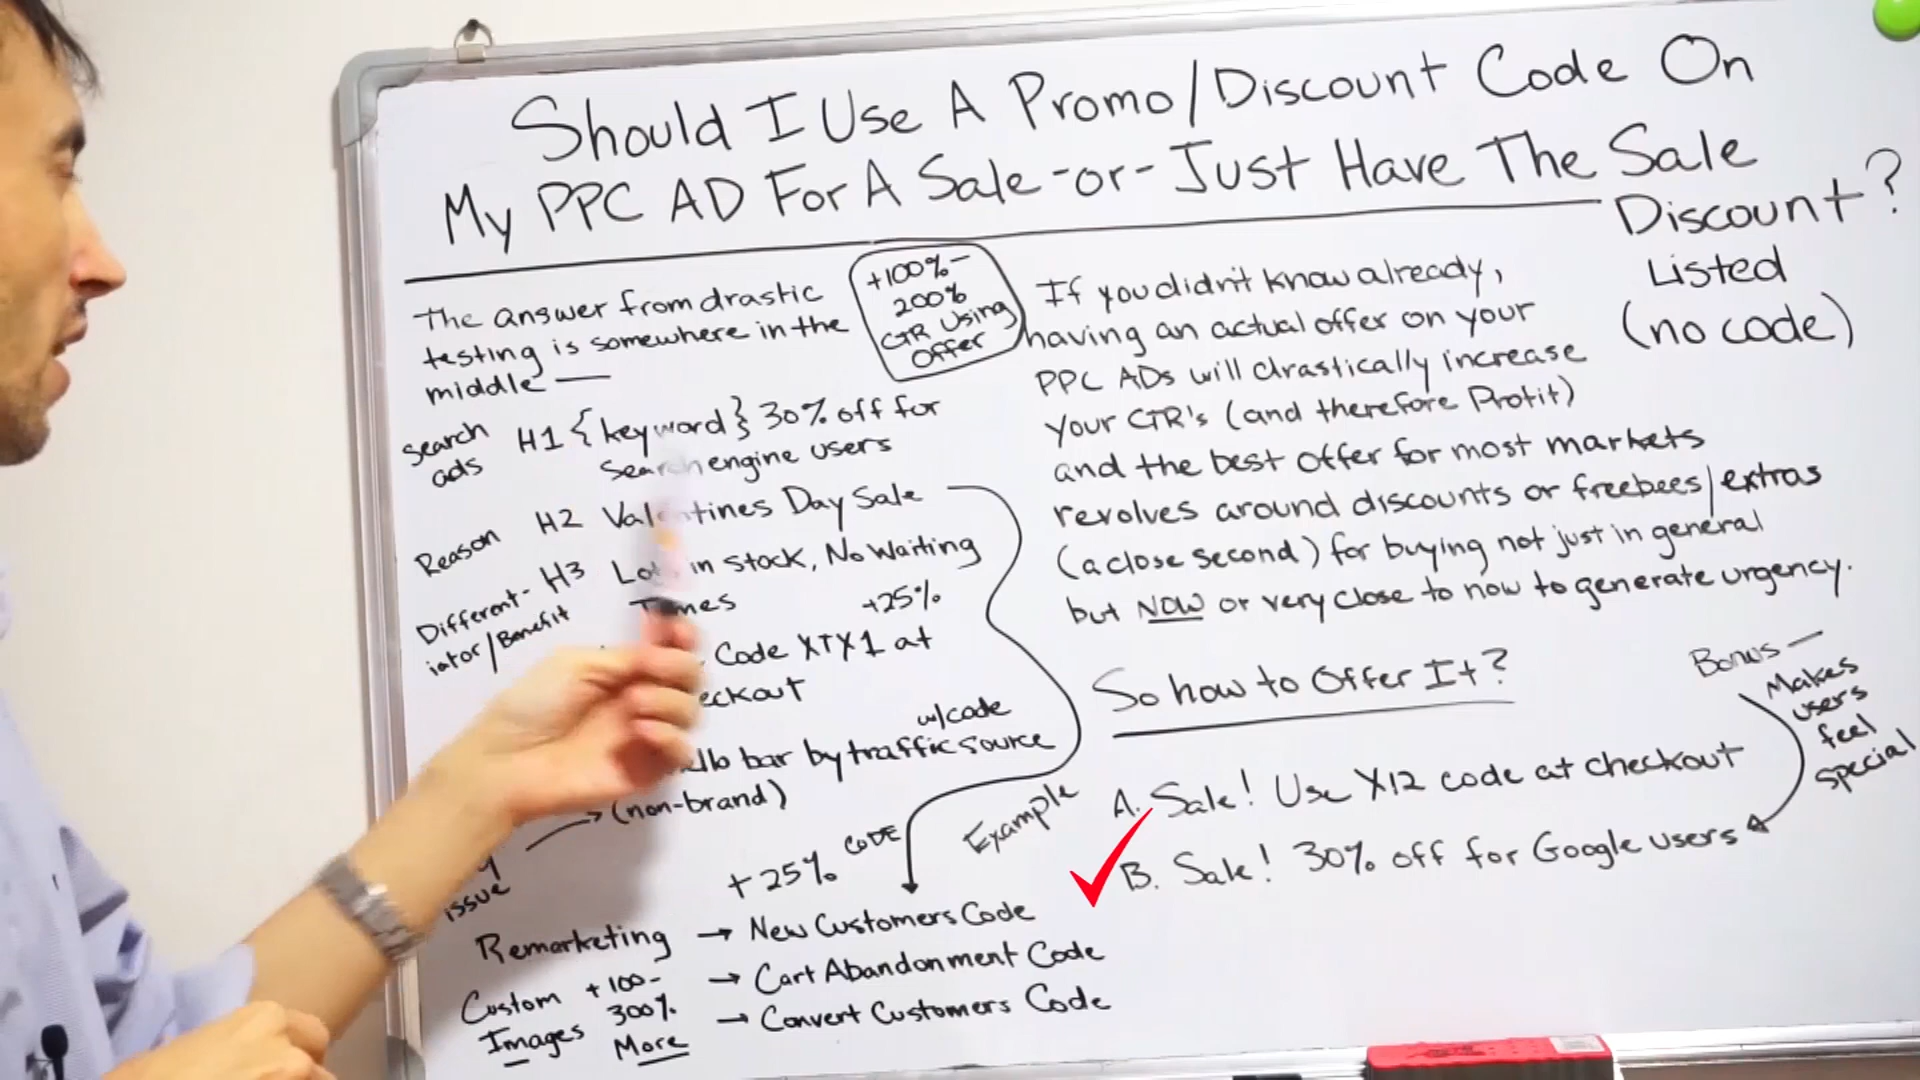 Should I Use A Promo/Discount Code On
My PPC AD For A Sale -or- Just Have The Sale
Discount?
Listed
(no code)
The answer from drastic
testing is somewhere in the
middle —
+100%-
200%
CTR Using
Offer
search
ads
H1 {keyword} 30% off for
Search engine users
Reason
H2 Valentines Day Sale
Different-
iator/Benefit
H3 in stock, No Waiting
Times
+25%
Code XTX1 at
w/code
bar by traffic source
(non-brand)
issue
+25% CODE
Remarketing → New Customers Code
→ Cart Abandonment Code
→ Convert Customers Code
Custom
Images
+100-
300%
More
If you didn't know already,
having an actual offer on your
PPC ADs will drastically increase
your CTR's (and therefore Profit)
and the best offer for most markets
revolves around discounts or freebees/extras
(a close second) for buying not just in general
but NOW or very close to now to generate urgency.
So how to Offer It?
Example
A. Sale! Use X12 code at checkout
B. Sale! 30% off for Google users
Bonus —
Makes
users
feel
special